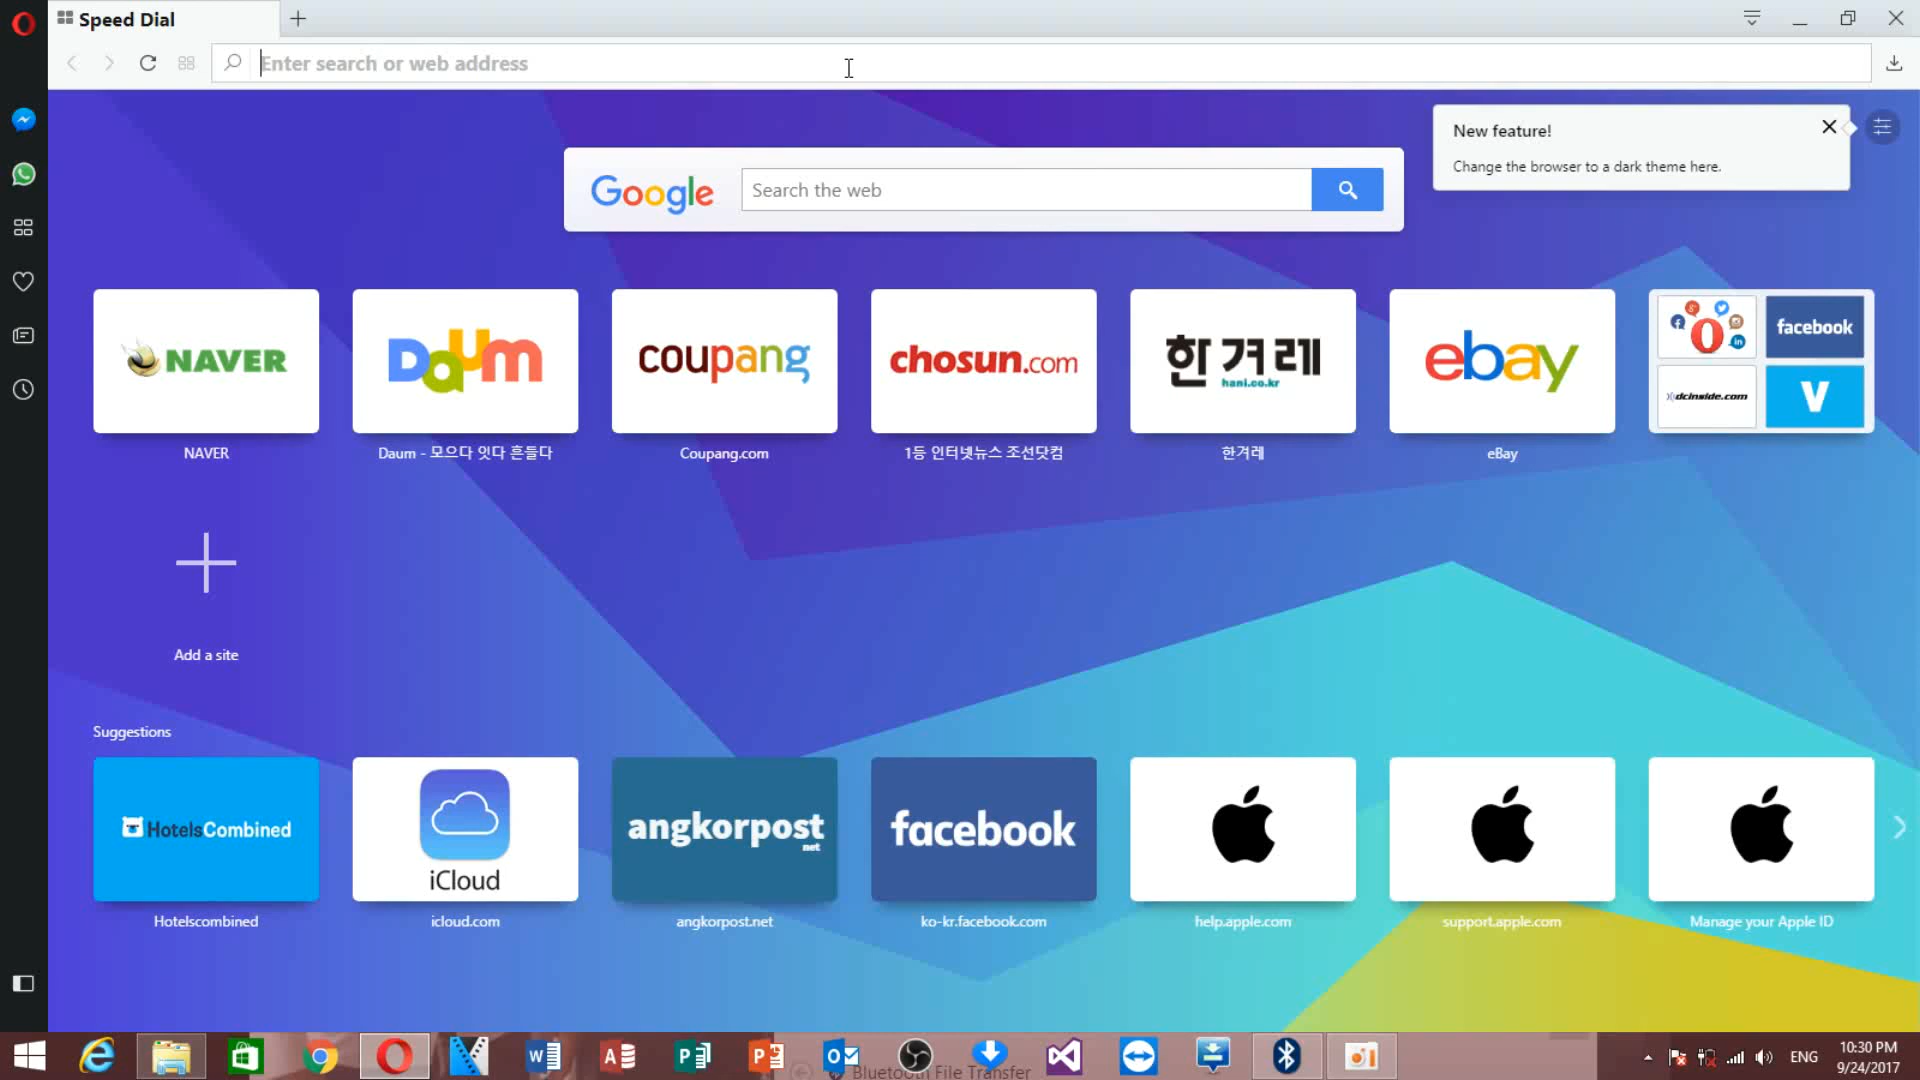 Speed Dial
Enter search or web address
New feature!
Change the browser to a dark theme here.
Google
Search the web
NAVER
Daum
coupang
chosun.com
한겨레
hani.co.kr
ebay
facebook
dcinside.com
V
NAVER
Daum - 모으다 잇다 흔들다
Coupang.com
1등 인터넷뉴스 조선닷컴
한겨레
eBay
Add a site
Suggestions
HotelsCombined
iCloud
angkorpost
net
facebook
Hotelscombined
icloud.com
angkorpost.net
ko-kr.facebook.com
help.apple.com
support.apple.com
Manage your Apple ID
Bluetooth File Transfer
ENG
10:30 PM
9/24/2017